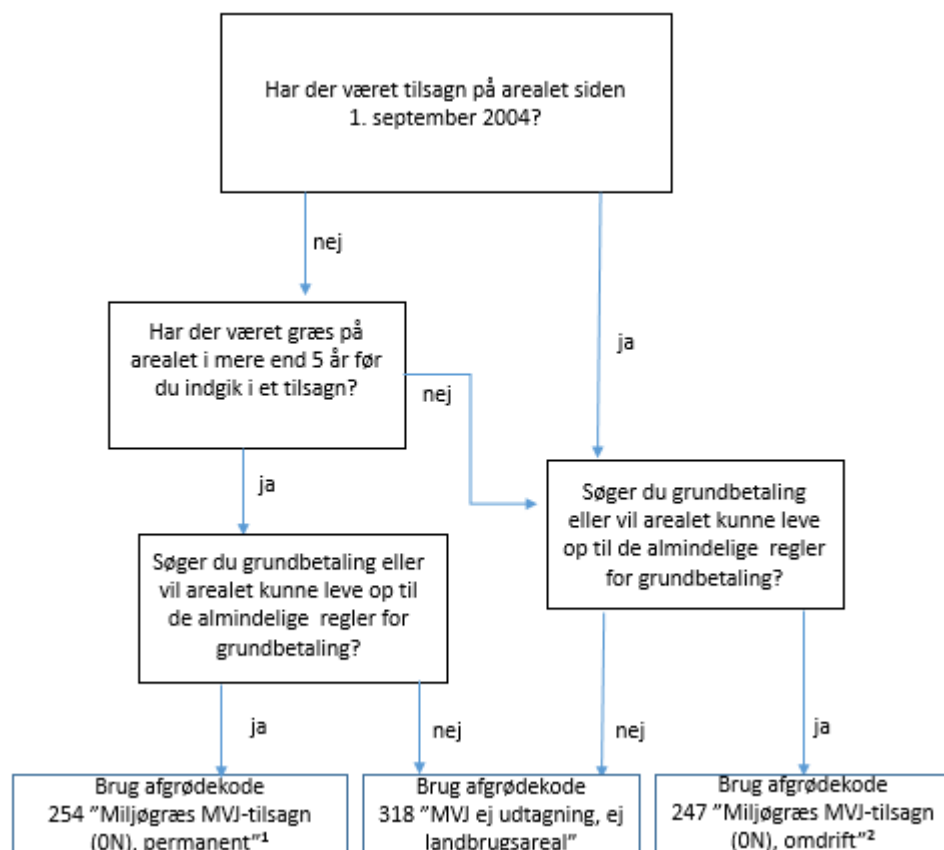 Har der været tilsagn på arealet siden
1. september 2004?
nej
ja
Har der været græs på
arealet i mere end 5 år før
du indgik i et tilsagn?
nej
ja
Søger du grundbetaling
eller vil arealet kunne leve
op til de almindelige regler
for grundbetaling?
Søger du grundbetaling eller
vil arealet kunne leve op til
de almindelige regler for
grundbetaling?
ja
nej
nej
ja
Brug afgrødekode
254 ”Miljøgræs MVJ-tilsagn
(0N), permanent”¹
Brug afgrødekode
318 ”MVJ ej udtagning, ej
landbrugsareal”
Brug afgrødekode
247 ”Miljøgræs MVJ-tilsagn
(0N), omdrift”²